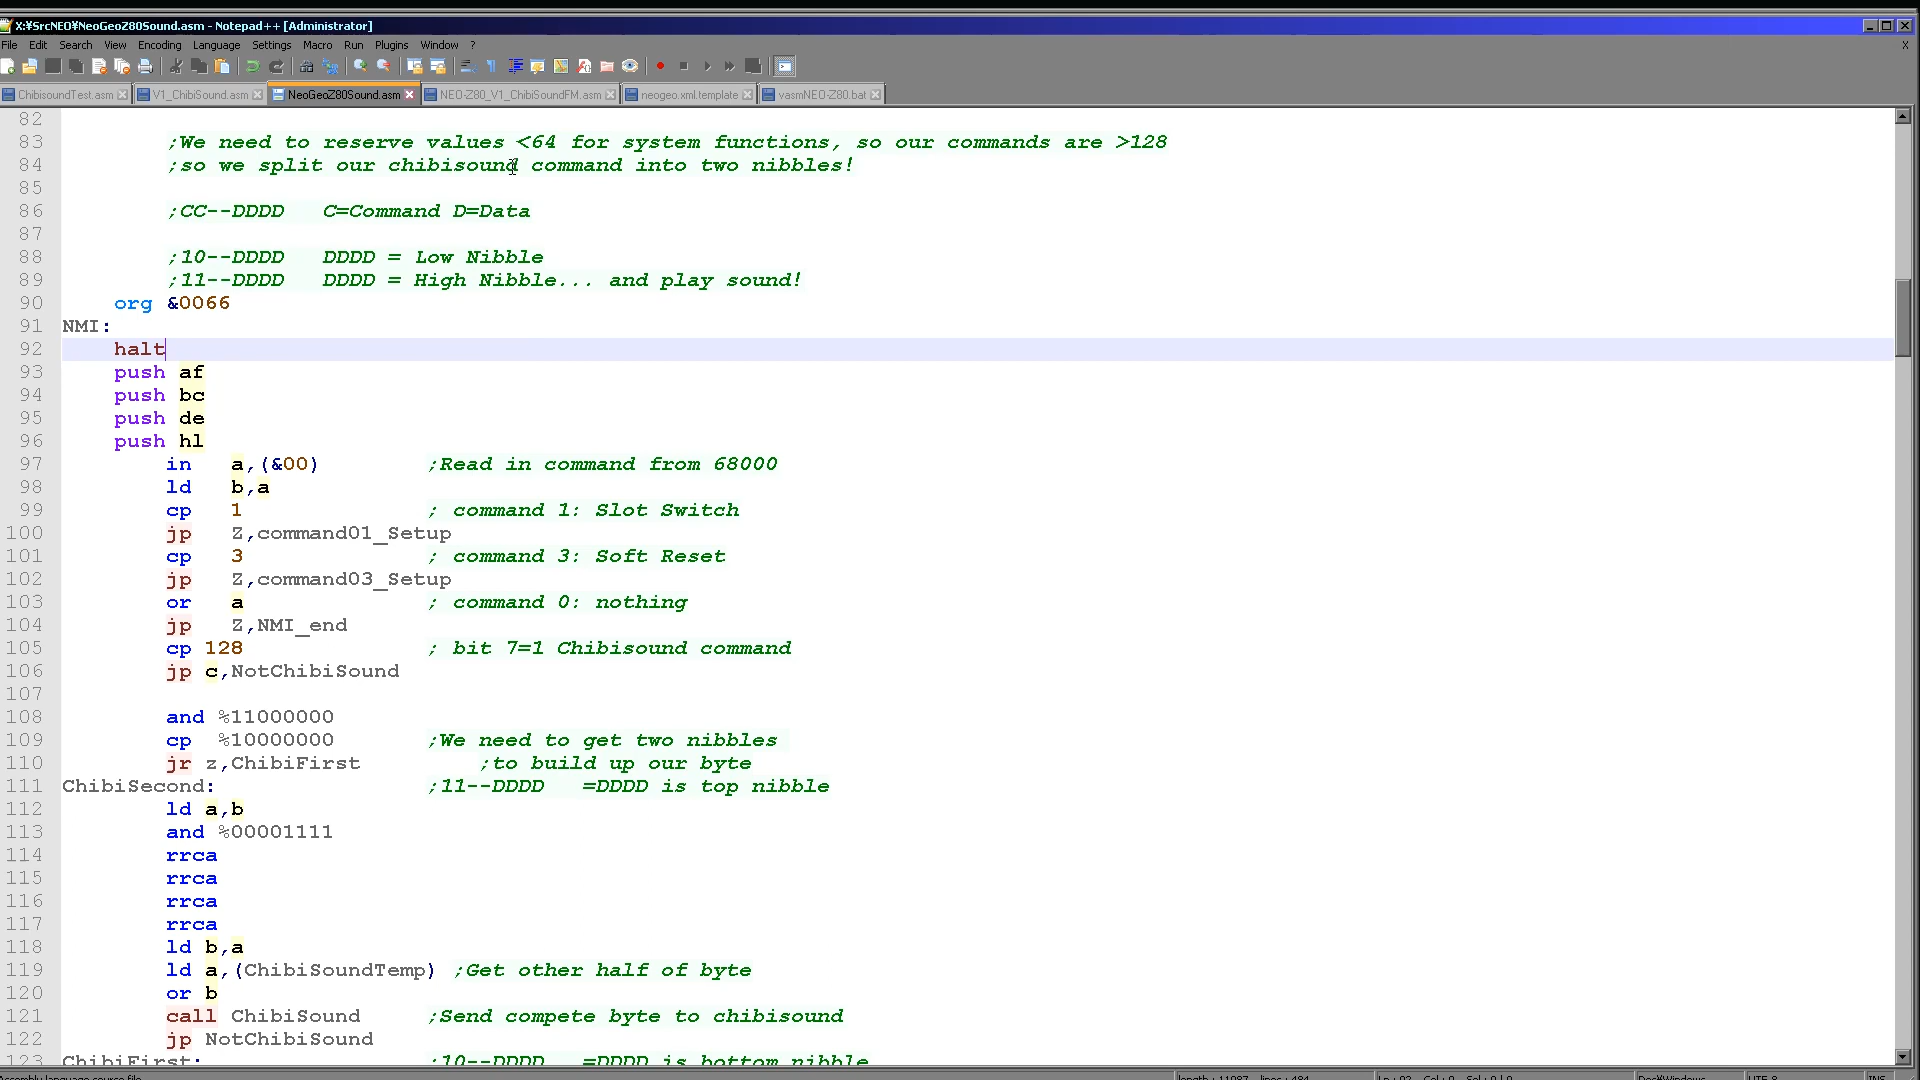 X:¥SrcNEO¥NeoGeoZ80Sound.asm - Notepad++ [Administrator]
File Edit Search View Encoding Language Settings Macro Run Plugins Window ? X
ChibisoundTest.asm V1_ChibiSound.asm NeoGeoZ80Sound.asm NEO-Z80_V1_ChibiSoundFM.asm neogeo.xml.template vasmNEO-Z80.bat
82
83 ;We need to reserve values <64 for system functions, so our commands are >128
84 ;so we split our chibisound command into two nibbles!
85
86 ;CC--DDDD C=Command D=Data
87
88 ;10--DDDD DDDD = Low Nibble
89 ;11--DDDD DDDD = High Nibble... and play sound!
90 org &0066
91 NMI:
92 halt
93 push af
94 push bc
95 push de
96 push hl
97 in a,(&00) ;Read in command from 68000
98 ld b,a
99 cp 1 ; command 1: Slot Switch
100 jp Z,command01_Setup
101 cp 3 ; command 3: Soft Reset
102 jp Z,command03_Setup
103 or a ; command 0: nothing
104 jp Z,NMI_end
105 cp 128 ; bit 7=1 Chibisound command
106 jp c,NotChibiSound
107
108 and %11000000
109 cp %10000000 ;We need to get two nibbles
110 jr z,ChibiFirst ;to build up our byte
111 ChibiSecond: ;11--DDDD =DDDD is top nibble
112 ld a,b
113 and %00001111
114 rrca
115 rrca
116 rrca
117 rrca
118 ld b,a
119 ld a,(ChibiSoundTemp) ;Get other half of byte
120 or b
121 call ChibiSound ;Send compete byte to chibisound
122 jp NotChibiSound
123 ChibiFirst: ;10--DDDD =DDDD is bottom nibble